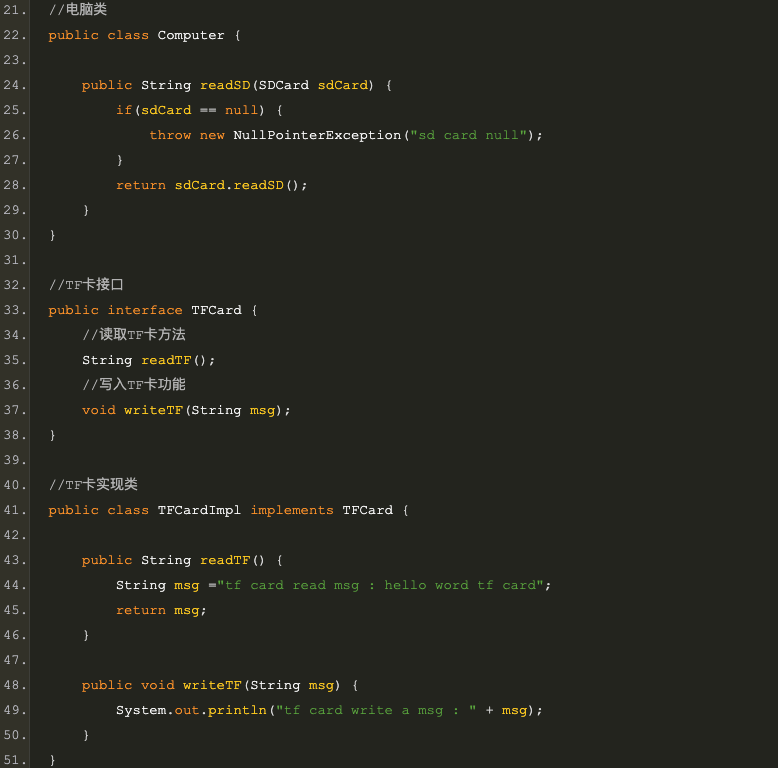 21. //电脑类
22. public class Computer {
23.
24.     public String readSD(SDCard sdCard) {
25.         if(sdCard == null) {
26.             throw new NullPointerException("sd card null");
27.         }
28.         return sdCard.readSD();
29.     }
30. }
31.
32. //TF卡接口
33. public interface TFCard {
34.     //读取TF卡方法
35.     String readTF();
36.     //写入TF卡功能
37.     void writeTF(String msg);
38. }
39.
40. //TF卡实现类
41. public class TFCardImpl implements TFCard {
42.
43.     public String readTF() {
44.         String msg ="tf card read msg : hello word tf card";
45.         return msg;
46.     }
47.
48.     public void writeTF(String msg) {
49.         System.out.println("tf card write a msg : " + msg);
50.     }
51. }